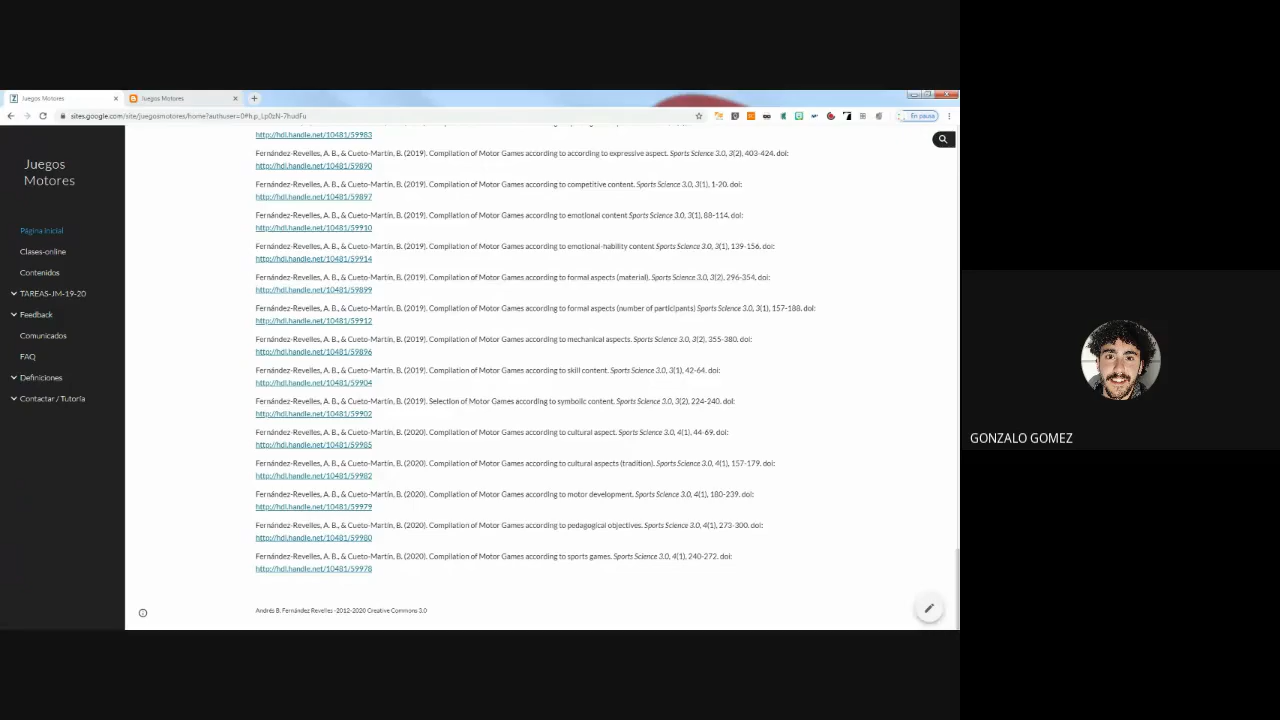 Juegos Motores
Juegos Motores
En pausa
Juegos
Motores
Página inicial
Clases-online
Contenidos
TAREAS-JM-19-20
Feedback
Comunicados
FAQ
Definiciones
Contactar / Tutoría
http://hdl.handle.net/10481/59983
Fernández-Revelles, A. B., & Cueto-Martín, B. (2019). Compilation of Motor Games according to according to expressive aspect. Sports Science 3.0, 3(2), 403-424. doi:
http://hdl.handle.net/10481/59890
Fernández-Revelles, A. B., & Cueto-Martín, B. (2019). Compilation of Motor Games according to competitive content. Sports Science 3.0, 3(1), 1-20. doi:
http://hdl.handle.net/10481/59897
Fernández-Revelles, A. B., & Cueto-Martín, B. (2019). Compilation of Motor Games according to emotional content Sports Science 3.0, 3(1), 88-114. doi:
http://hdl.handle.net/10481/59910
Fernández-Revelles, A. B., & Cueto-Martín, B. (2019). Compilation of Motor Games according to emotional-hability content Sports Science 3.0, 3(1), 139-156. doi:
http://hdl.handle.net/10481/59914
Fernández-Revelles, A. B., & Cueto-Martín, B. (2019). Compilation of Motor Games according to formal aspects (material). Sports Science 3.0, 3(2), 296-354, doi:
http://hdl.handle.net/10481/59899
Fernández-Revelles, A. B., & Cueto-Martín, B. (2019). Compilation of Motor Games according to formal aspects (number of participants) Sports Science 3.0, 3(1), 157-188. doi:
http://hdl.handle.net/10481/59912
Fernández-Revelles, A. B., & Cueto-Martín, B. (2019). Compilation of Motor Games according to mechanical aspects. Sports Science 3.0, 3(2), 355-380. doi:
http://hdl.handle.net/10481/59896
Fernández-Revelles, A. B., & Cueto-Martín, B. (2019). Compilation of Motor Games according to skill content. Sports Science 3.0, 3(1), 42-64. doi:
http://hdl.handle.net/10481/59904
Fernández-Revelles, A. B., & Cueto-Martín, B. (2019). Selection of Motor Games according to symbolic content. Sports Science 3.0, 3(2), 224-240. doi:
http://hdl.handle.net/10481/59902
Fernández-Revelles, A. B., & Cueto-Martín, B. (2020). Compilation of Motor Games according to cultural aspect. Sports Science 3.0, 4(1), 44-69. doi:
http://hdl.handle.net/10481/59985
Fernández-Revelles, A. B., & Cueto-Martín, B. (2020). Compilation of Motor Games according to cultural aspects (tradition). Sports Science 3.0, 4(1), 157-179. doi:
http://hdl.handle.net/10481/59982
Fernández-Revelles, A. B., & Cueto-Martín, B. (2020). Compilation of Motor Games according to motor development. Sports Science 3.0, 4(1), 180-239. doi:
http://hdl.handle.net/10481/59979
Fernández-Revelles, A. B., & Cueto-Martín, B. (2020). Compilation of Motor Games according to pedagogical objectives. Sports Science 3.0, 4(1), 273-300. doi:
http://hdl.handle.net/10481/59980
Fernández-Revelles, A. B., & Cueto-Martín, B. (2020). Compilation of Motor Games according to sports games. Sports Science 3.0, 4(1), 240-272. doi:
http://hdl.handle.net/10481/59978
Andrés B. Fernández Revelles -2012-2020 Creative Commons 3.0
GONZALO GOMEZ